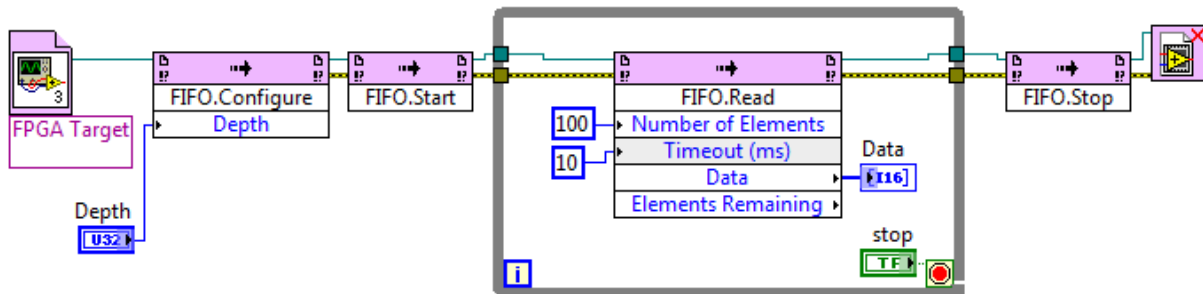 3
FPGA Target
!? !?
FIFO.Configure
Depth
Depth
U32
!? !?
FIFO.Start
!? !?
FIFO.Read
100
Number of Elements
10
Timeout (ms)
Data
Elements Remaining
Data
[I16]
stop
TF
i
!? !?
FIFO.Stop